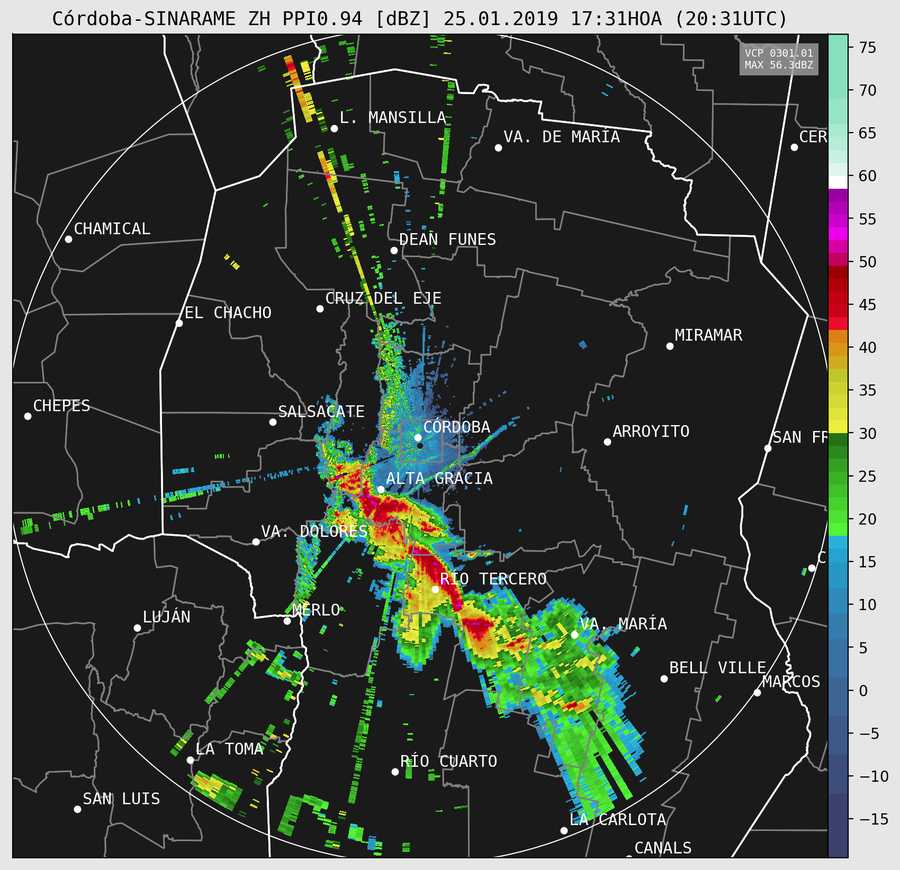 Córdoba-SINARAME ZH PPI0.94 [dBZ] 25.01.2019 17:31HOA (20:31UTC)
VCP 0301.01
MAX 56.3dBZ
75
70
65
60
55
50
45
40
35
30
25
20
15
10
5
0
−5
−10
−15
L. MANSILLA
VA. DE MARÍA
CER
CHAMICAL
DEAN FUNES
CRUZ DEL EJE
EL CHACHO
MIRAMAR
CHEPES
SALSACATE
CÓRDOBA
ARROYITO
SAN FR
ALTA GRACIA
VA. DOLORES
C
RÍO TERCERO
LUJÁN
MERLO
VA. MARÍA
BELL VILLE
MARCOS
LA TOMA
RÍO CUARTO
SAN LUIS
LA CARLOTA
CANALS